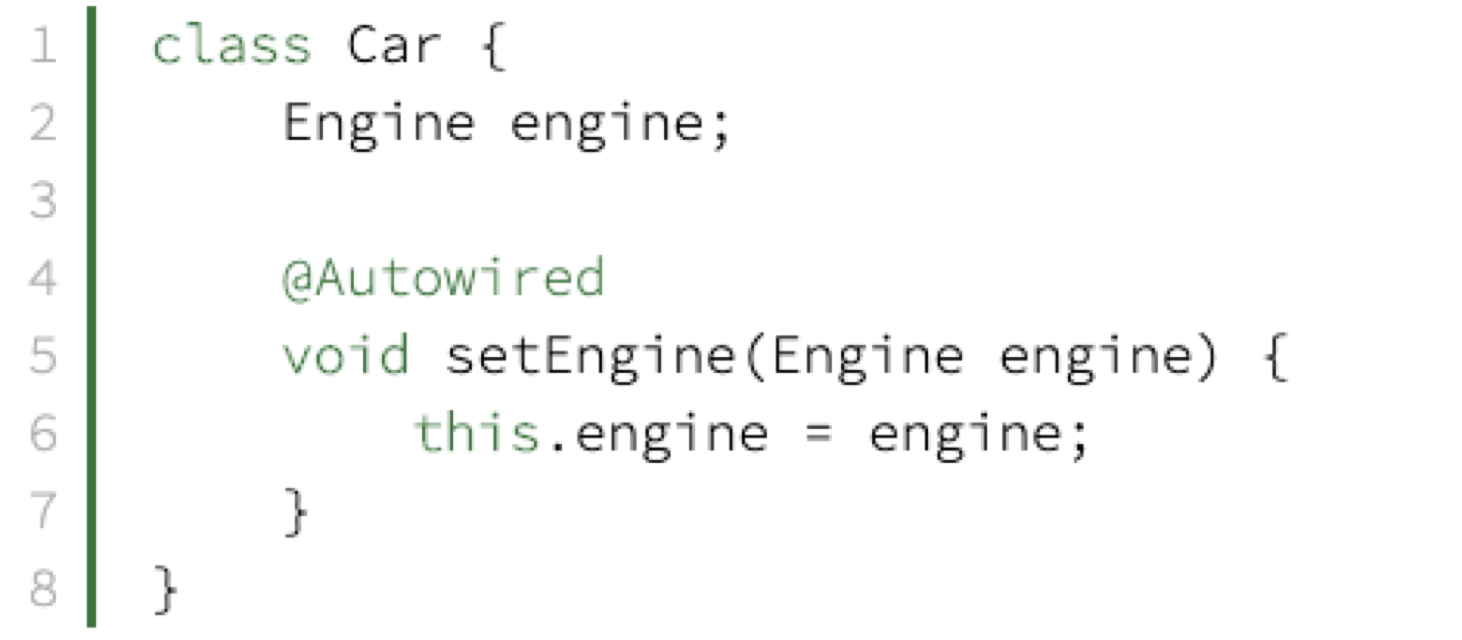 1 class Car {
2 Engine engine;
3
4 @Autowired
5 void setEngine(Engine engine) {
6 this.engine = engine;
7 }
8 }